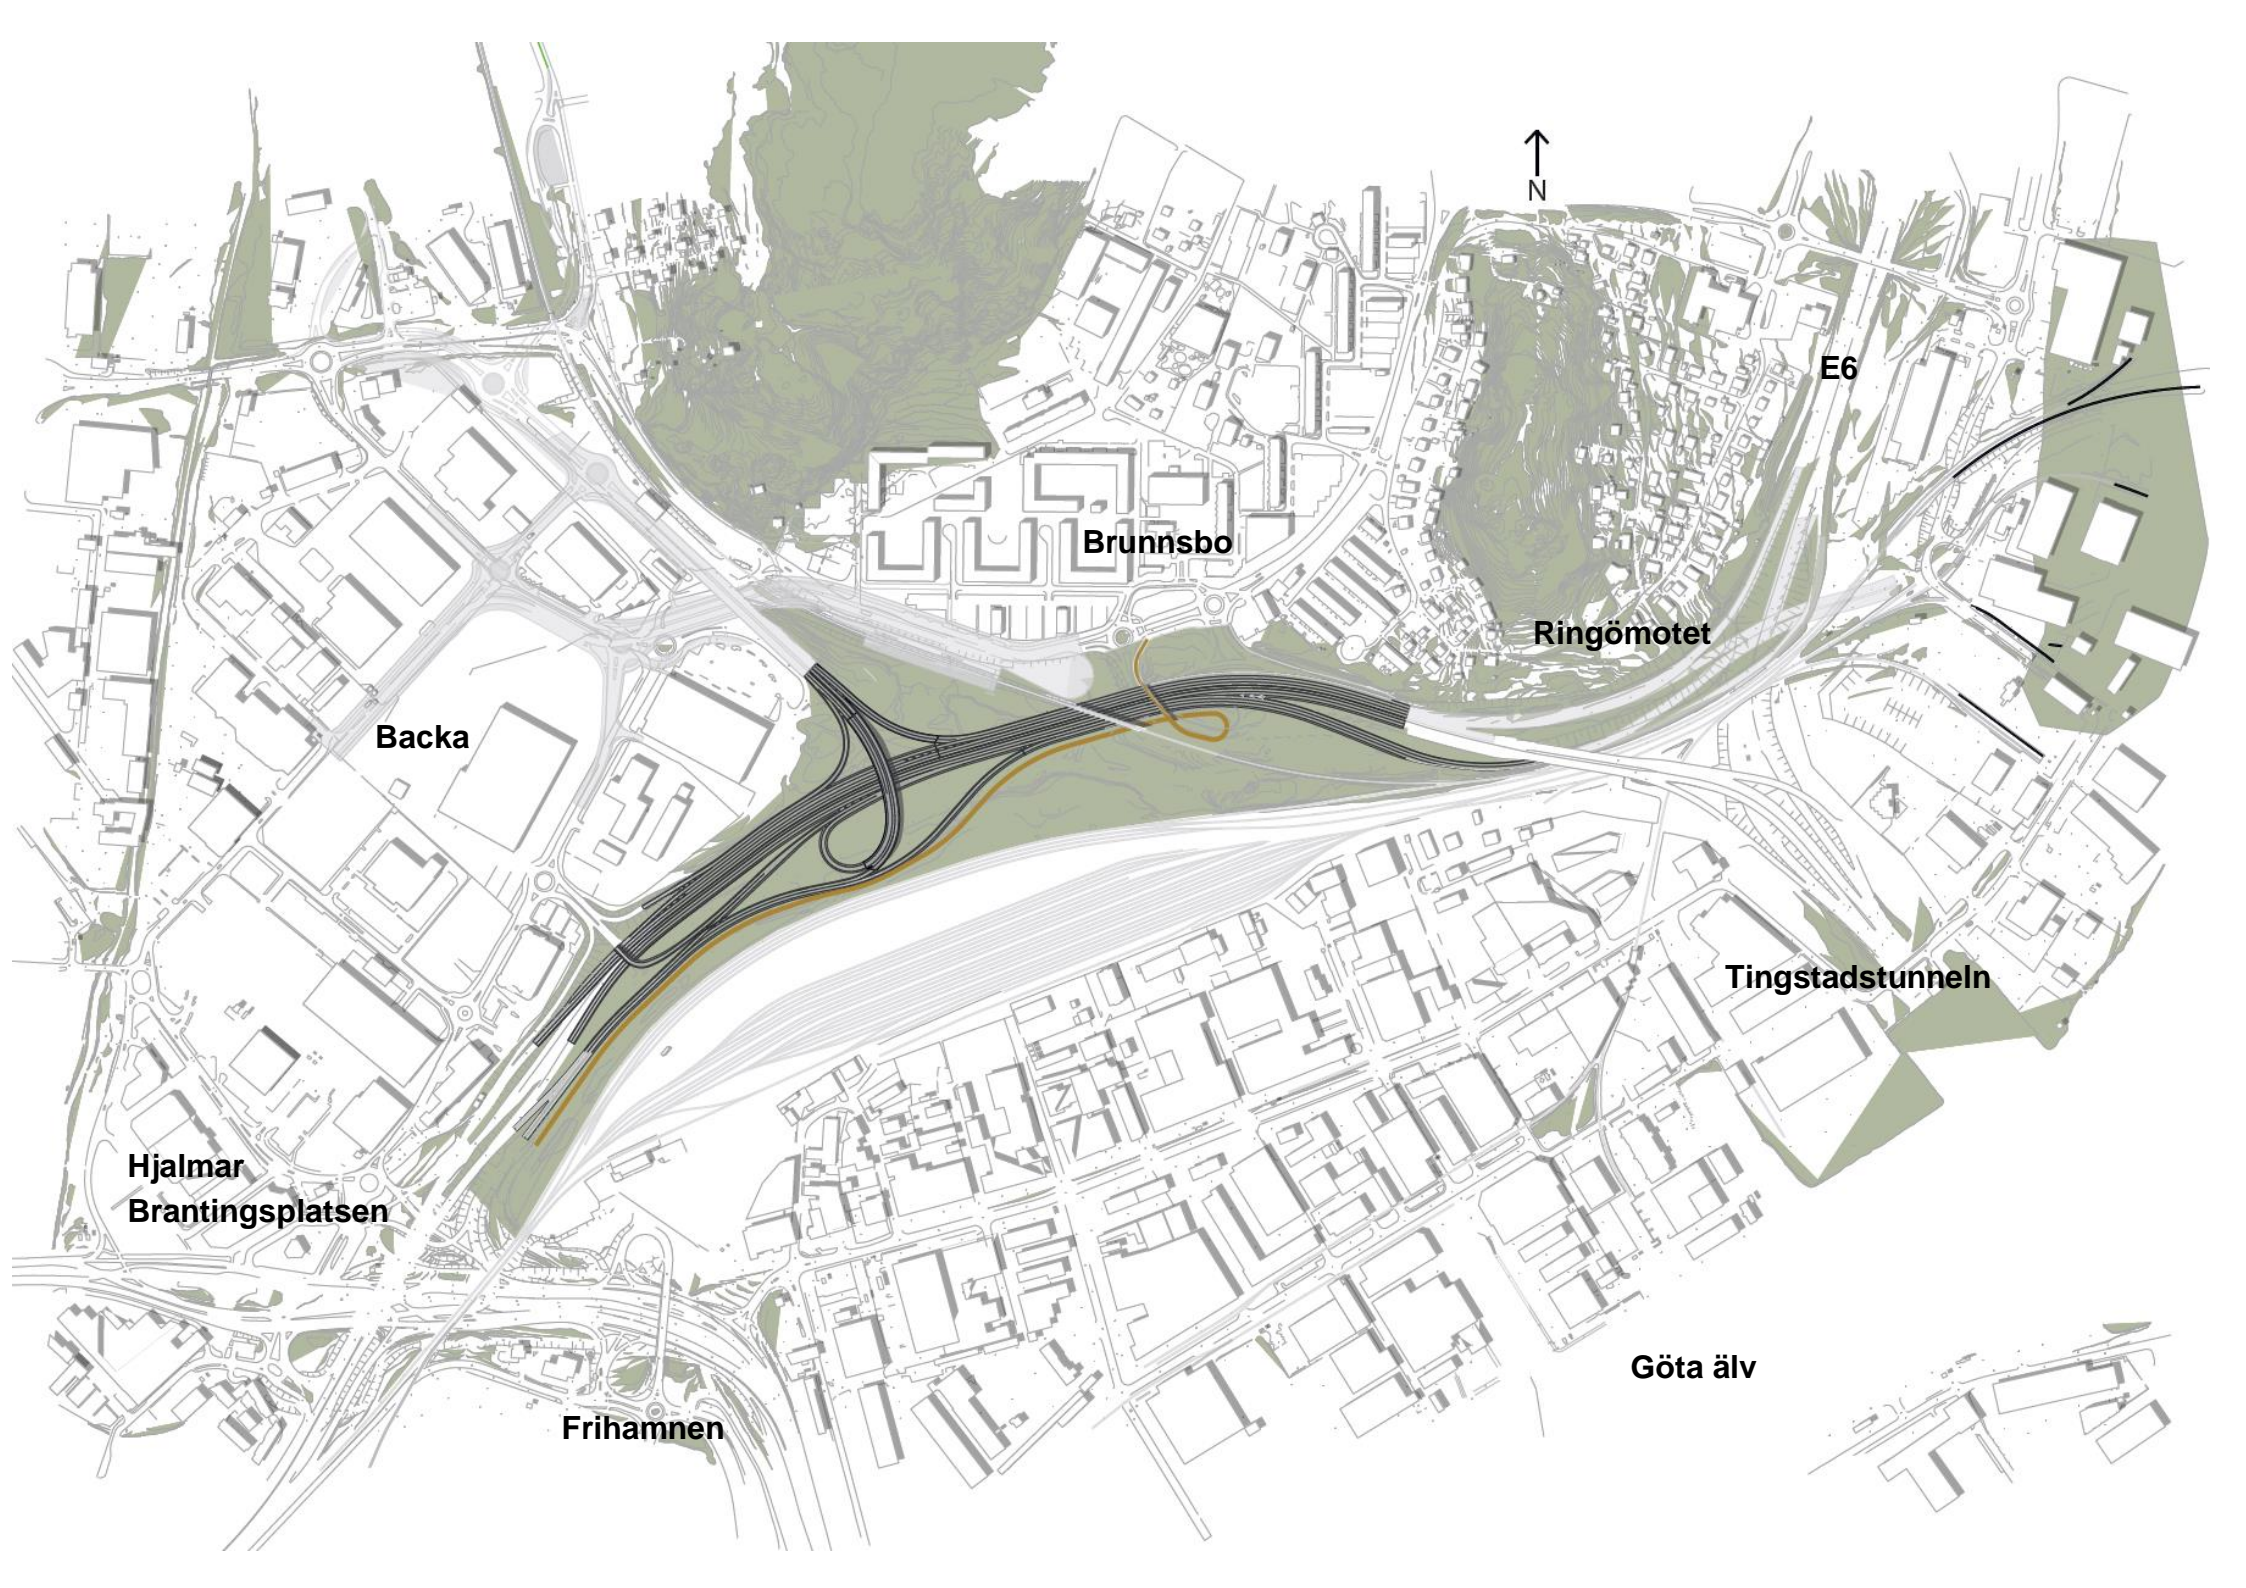 N
E6
Brunnsbo
Ringömotet
Backa
Tingstadstunneln
Hjalmar
Brantingsplatsen
Göta älv
Frihamnen